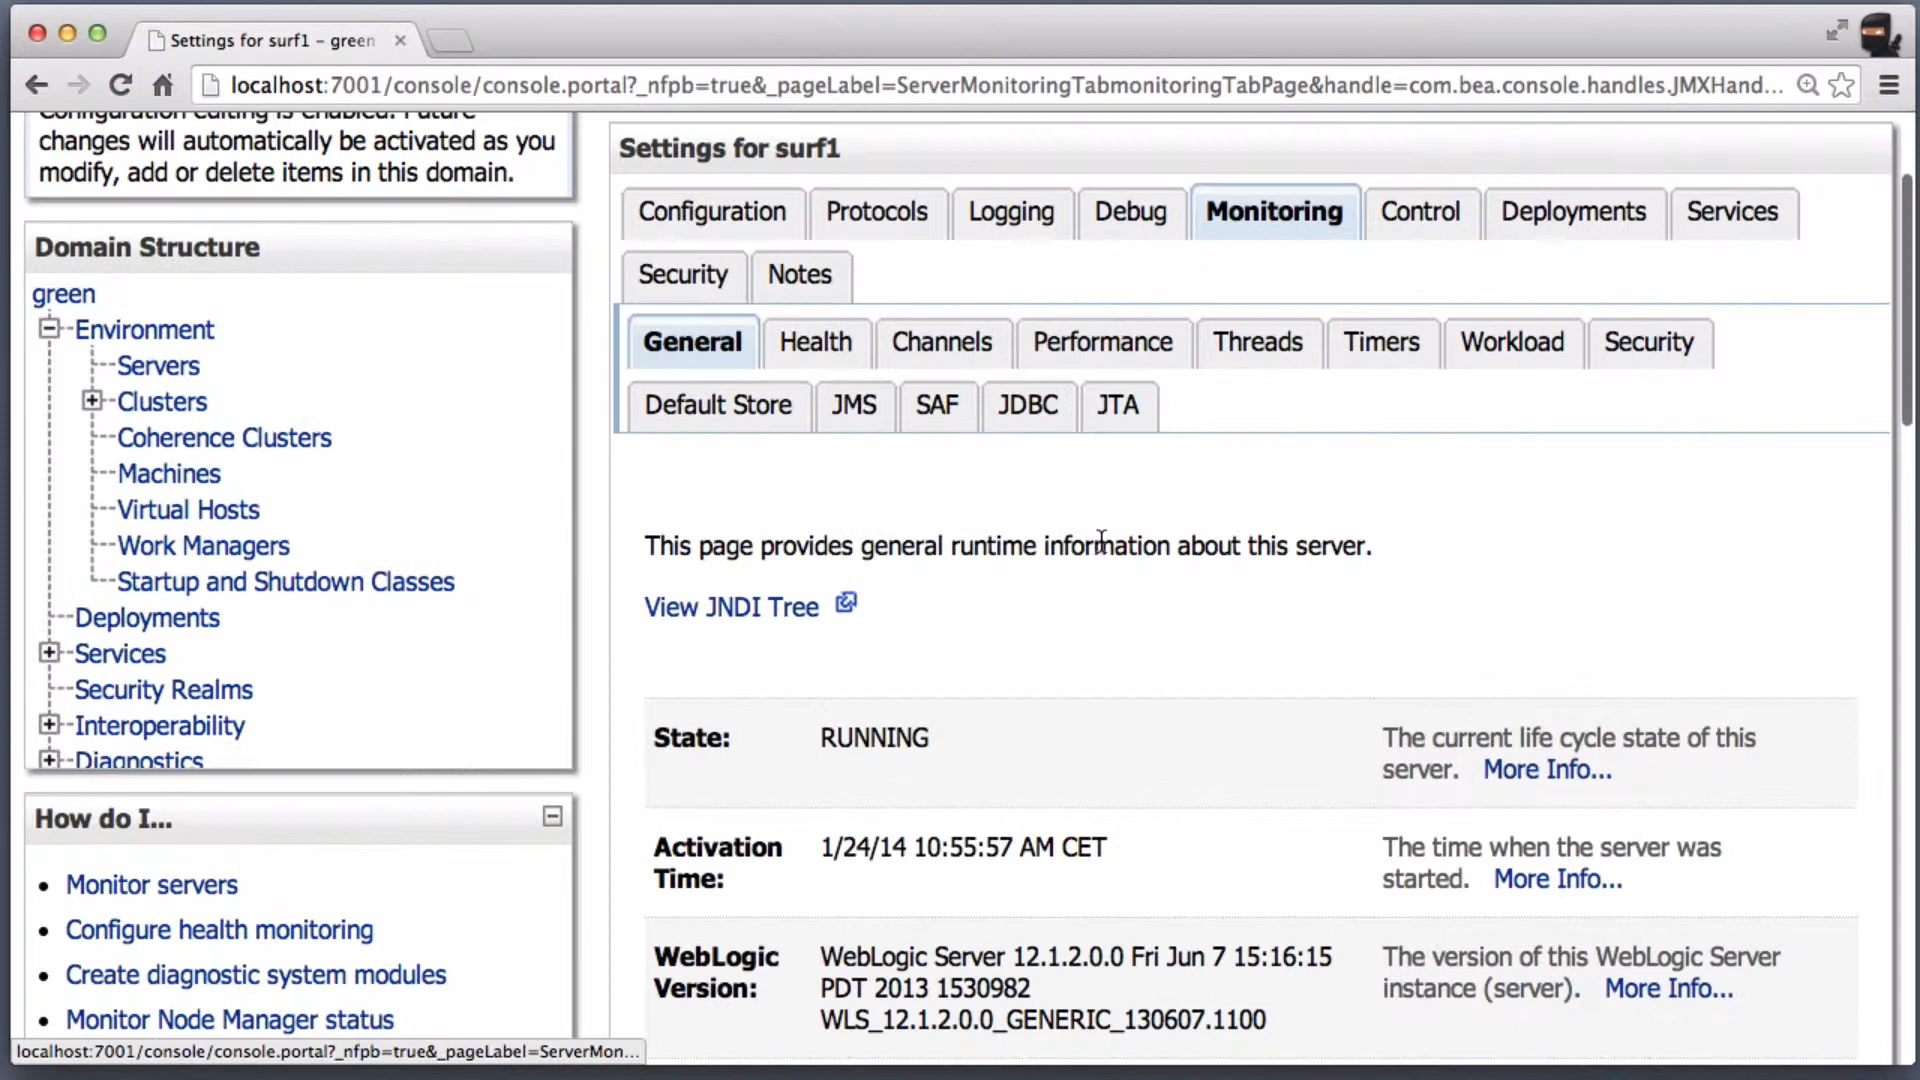 Settings for surf1 – green
localhost:7001/console/console.portal?_nfpb=true&_pageLabel=ServerMonitoringTabmonitoringTabPage&handle=com.bea.console.handles.JMXHand...
Configuration editing is enabled. Future
changes will automatically be activated as you
modify, add or delete items in this domain.
Domain Structure
green
Environment
Servers
Clusters
Coherence Clusters
Machines
Virtual Hosts
Work Managers
Startup and Shutdown Classes
Deployments
Services
Security Realms
Interoperability
Diagnostics
How do I...
• Monitor servers
• Configure health monitoring
• Create diagnostic system modules
• Monitor Node Manager status
localhost:7001/console/console.portal?_nfpb=true&_pageLabel=ServerMon...
Settings for surf1
Configuration Protocols Logging Debug Monitoring Control Deployments Services
Security Notes
General Health Channels Performance Threads Timers Workload Security
Default Store JMS SAF JDBC JTA
This page provides general runtime information about this server.
View JNDI Tree
State: RUNNING The current life cycle state of this
server. More Info...
Activation 1/24/14 10:55:57 AM CET The time when the server was
Time: started. More Info...
WebLogic WebLogic Server 12.1.2.0.0 Fri Jun 7 15:16:15 The version of this WebLogic Server
Version: PDT 2013 1530982 instance (server). More Info...
WLS_12.1.2.0.0_GENERIC_130607.1100